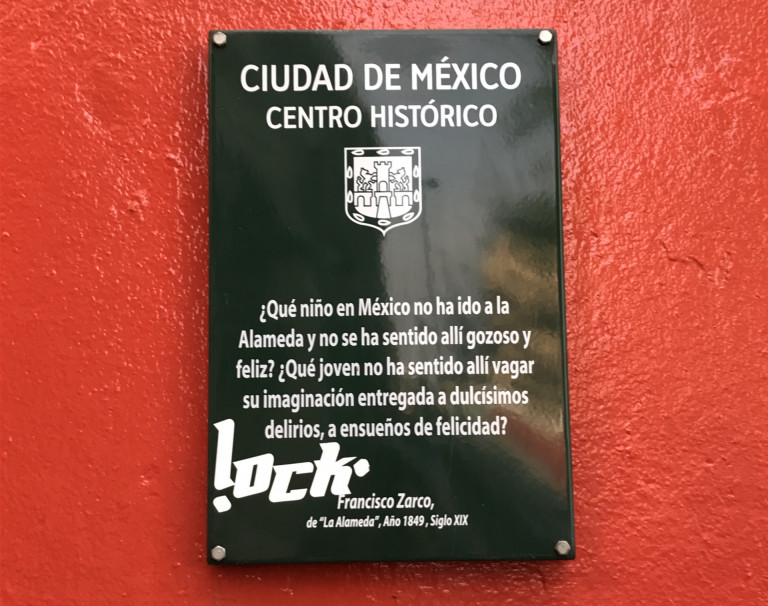 CIUDAD DE MÉXICO
CENTRO HISTÓRICO
¿Qué niño en México no ha ido a la
Alameda y no se ha sentido allí gozoso y
feliz? ¿Qué joven no ha sentido allí vagar
su imaginación entregada a dulcísimos
delirios, a ensueños de felicidad?
lock
Francisco Zarco,
de "La Alameda", Año 1849 , Siglo XIX